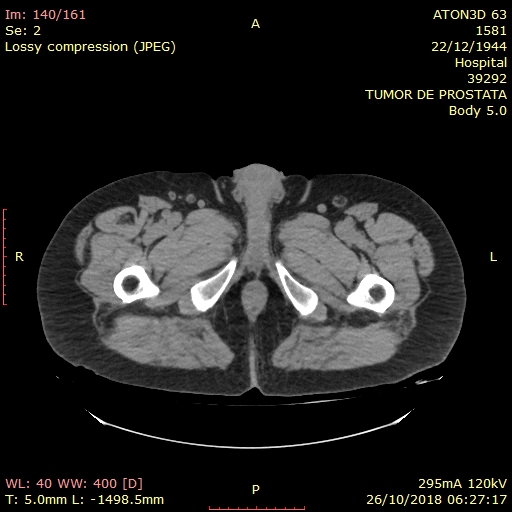 Im: 140/161
Se: 2
Lossy compression (JPEG)
A
ATON3D 63
1581
22/12/1944
Hospital
39292
TUMOR DE PROSTATA
Body 5.0
R
L
WL: 40 WW: 400 [D]
T: 5.0mm L: -1498.5mm
P
295mA 120kV
26/10/2018 06:27:17